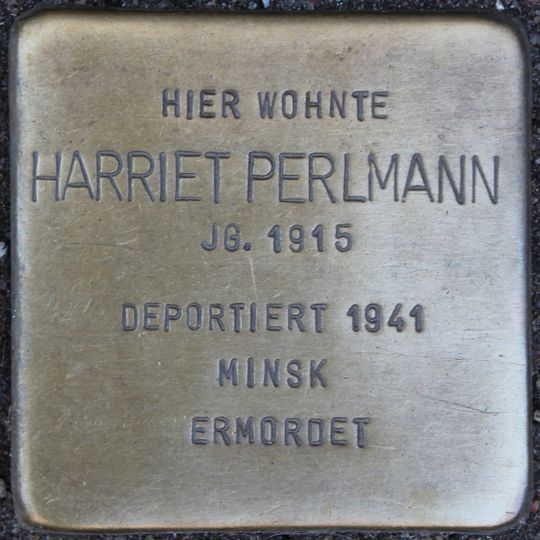 HIER WOHNTE
HARRIET PERLMANN
JG. 1915
DEPORTIERT 1941
MINSK
ERMORDET